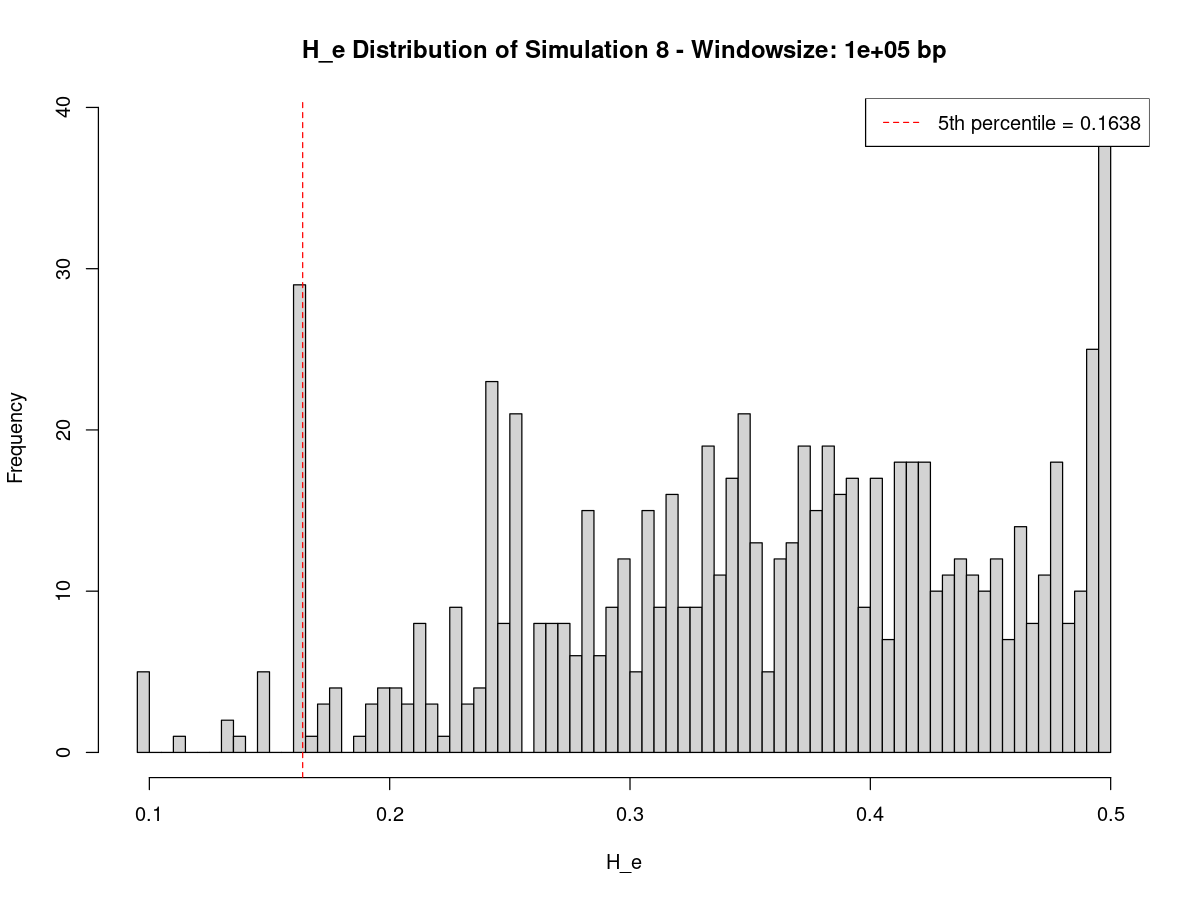 H_e Distribution of Simulation 8 - Windowsize: 1e+05 bp
5th percentile = 0.1638
40
30
20
10
0
Frequency
0.1 0.2 0.3 0.4 0.5
H_e